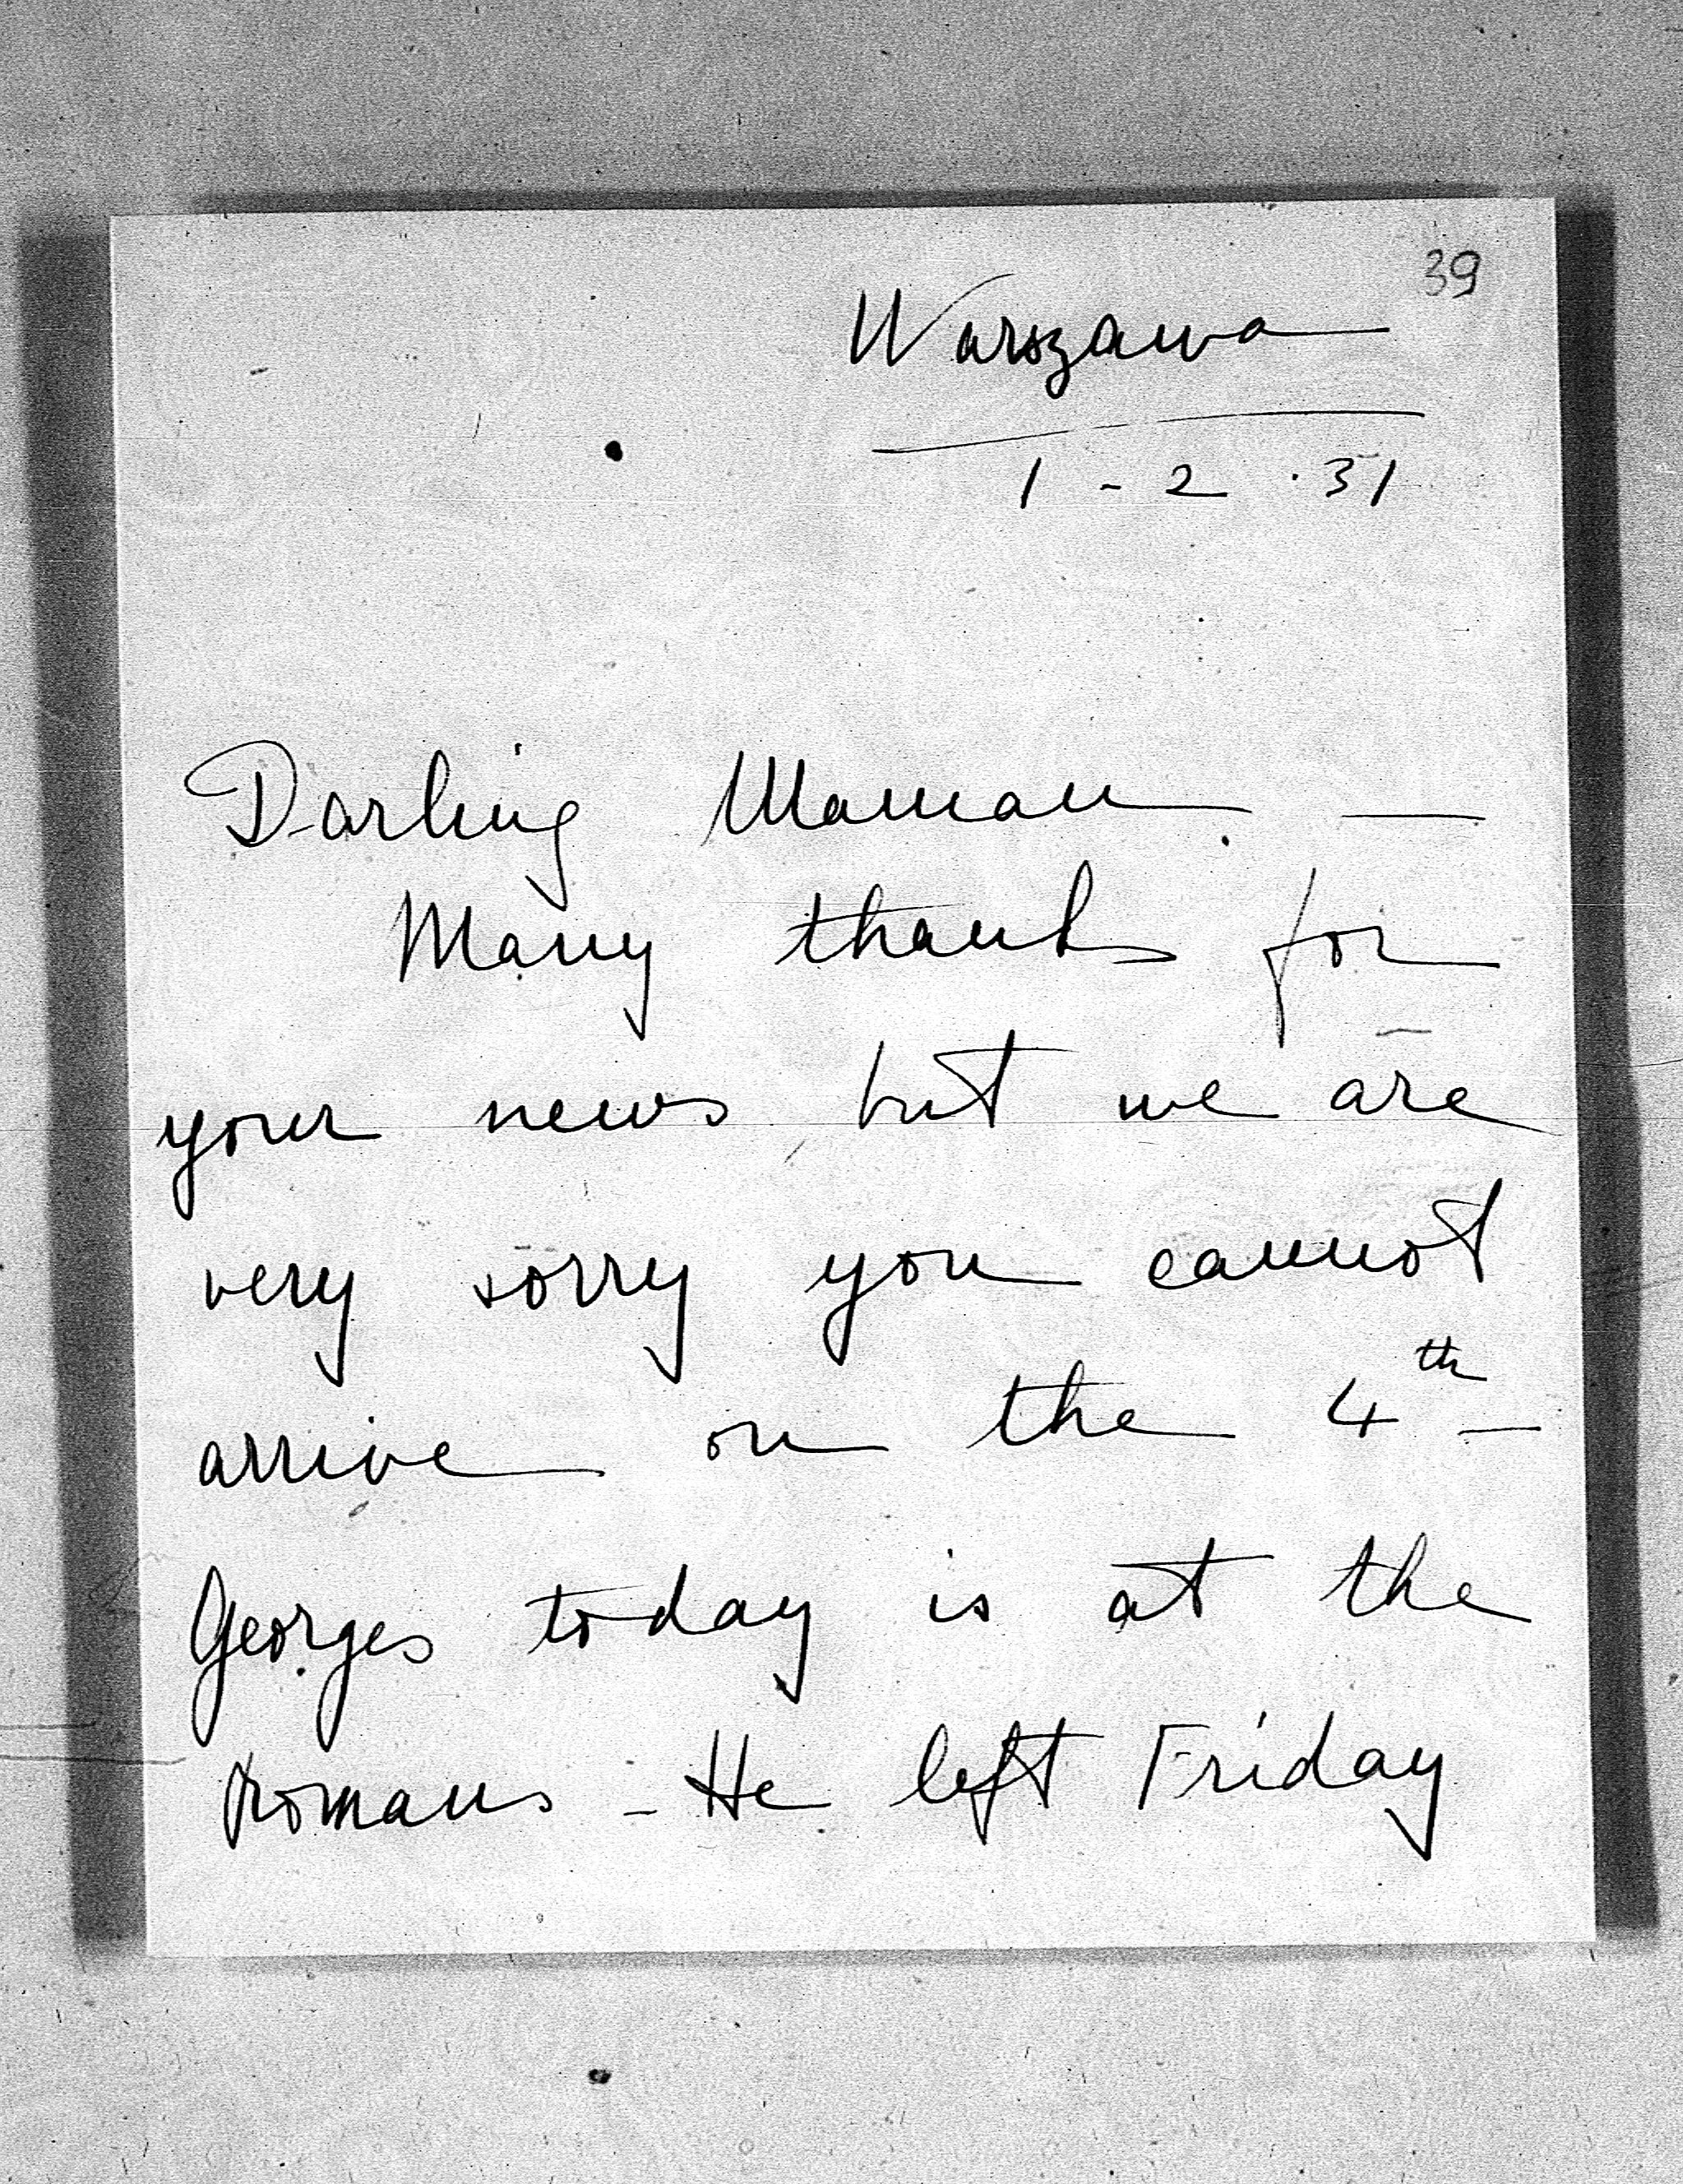 39
Warszawa
1 - 2 . 31
Darling Maman —
Many thanks for
your news but we are
very sorry you cannot
arrive on the 4th —
Georges today is at the
Romans - He left Friday